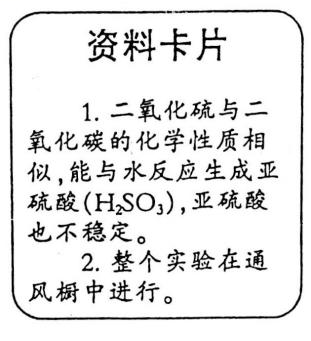 资料卡片
1. 二氧化硫与二
氧化碳的化学性质相
似,能与水反应生成亚
硫酸(H₂SO₃),亚硫酸
也不稳定。
2. 整个实验在通
风橱中进行。